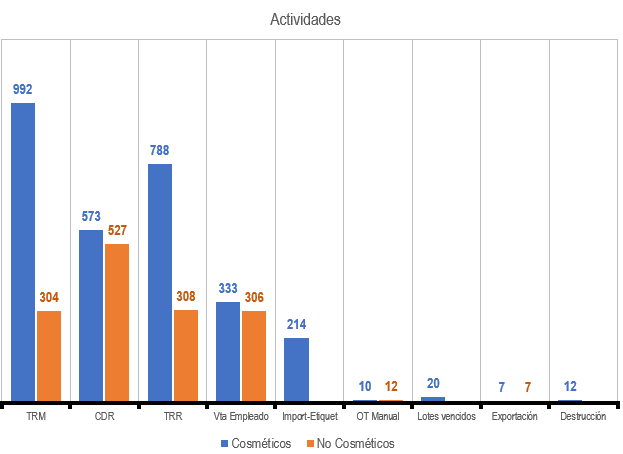 Actividades
992
304
573
527
788
308
333
306
214
10
12
20
7
7
12
TRM
CDR
TRR
Vta Empleado
Import-Etiquet
OT Manual
Lotes vencidos
Exportación
Destrucción
Cosméticos
No Cosméticos